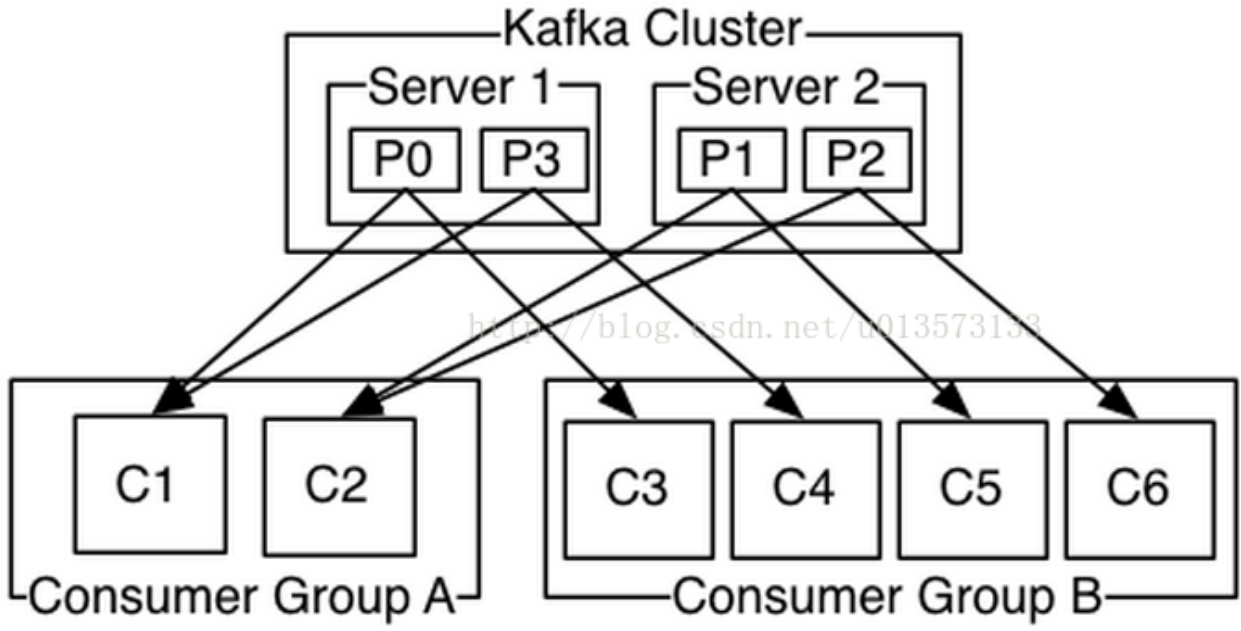 Kafka Cluster
Server 1
Server 2
P0
P3
P1
P2
http://blog.csdn.net/u013573133
C1
C2
C3
C4
C5
C6
Consumer Group A
Consumer Group B